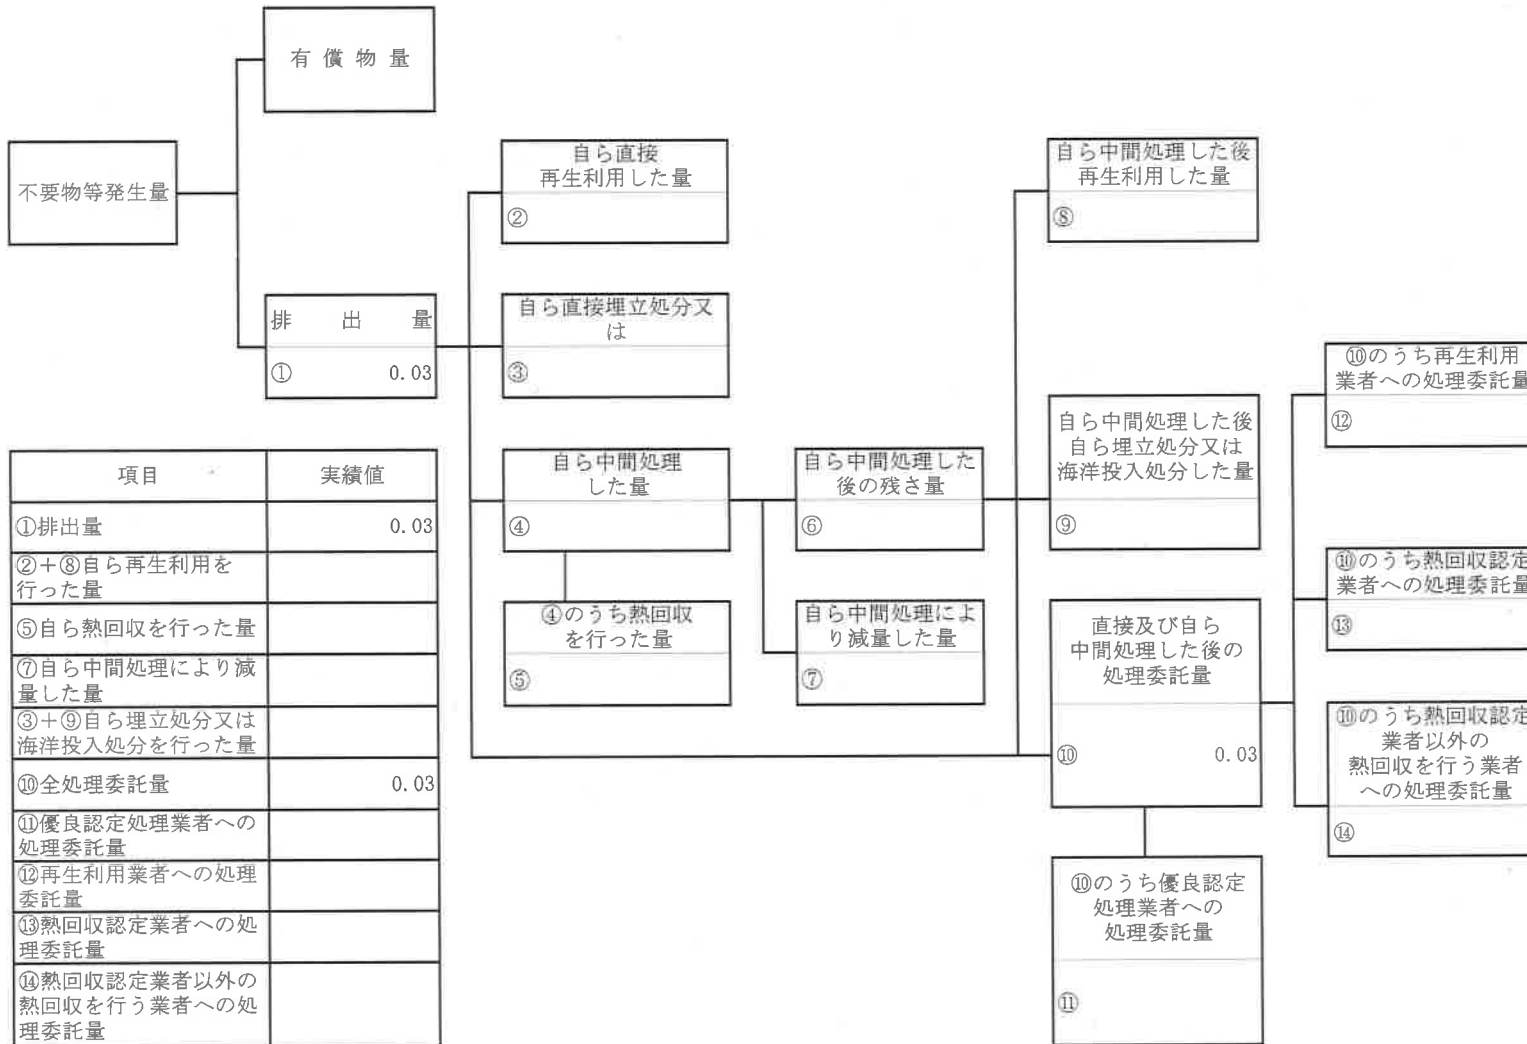 有償物量
不要物等発生量
排出量
① 0.03
自ら直接
再生利用した量
②
自ら直接埋立処分又
は
③
自ら中間処理
した量
④
④のうち熱回収
を行った量
⑤
自ら中間処理した
後の残さ量
⑥
自ら中間処理によ
り減量した量
⑦
自ら中間処理した後
再生利用した量
⑧
自ら中間処理した後
自ら埋立処分又は
海洋投入処分した量
⑨
直接及び自ら
中間処理した後の
処理委託量
⑩ 0.03
⑩のうち優良認定
処理業者への
処理委託量
⑪
⑩のうち再生利用
業者への処理委託量
⑫
⑩のうち熱回収認定
業者への処理委託量
⑬
⑩のうち熱回収認定
業者以外の
熱回収を行う業者
への処理委託量
⑭
項目 実績値
①排出量 0.03
②+⑧自ら再生利用を
行った量
⑤自ら熱回収を行った量
⑦自ら中間処理により減
量した量
③+⑨自ら埋立処分又は
海洋投入処分を行った量
⑩全処理委託量 0.03
⑪優良認定処理業者への
処理委託量
⑫再生利用業者への処理
委託量
⑬熱回収認定業者への処
理委託量
⑭熱回収認定業者以外の
熱回収を行う業者への処
理委託量